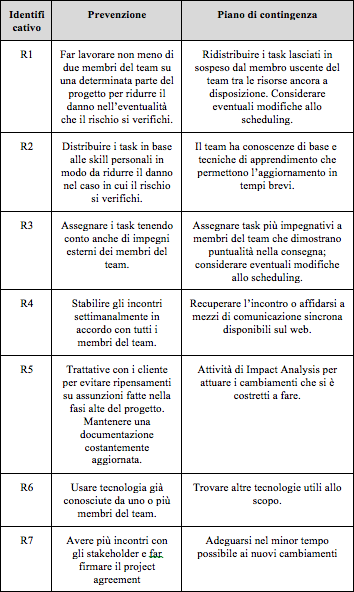 Identifi Prevenzione Piano di contingenza
cativo
R1 Far lavorare non meno di Ridistribuire i task lasciati in
due membri del team su sospeso dal membro uscente del
una determinata parte del team tra le risorse ancora a
progetto per ridurre il disposizione. Considerare
danno nell'eventualità eventuali modifiche allo
che il rischio si verifichi. scheduling.
R2 Distribuire i task in base Il team ha conoscenze di base e
alle skill personali in tecniche di apprendimento che
modo da ridurre il danno permettono l'aggiornamento in
nel caso in cui il rischio tempi brevi.
si verifichi.
R3 Assegnare i task tenendo Assegnare task più impegnativi a
conto anche di impegni membri del team che dimostrano
esterni dei membri del puntualità nella consegna;
team. considerare eventuali modifiche
allo scheduling.
R4 Stabilire gli incontri Recuperare l'incontro o affidarsi a
settimanalmente in mezzi di comunicazione sincrona
accordo con tutti i disponibili sul web.
membri del team.
R5 Trattative con i cliente Attività di Impact Analysis per
per evitare ripensamenti attuare i cambiamenti che si è
su assunzioni fatte nella costretti a fare.
fasi alte del progetto.
Mantenere una
documentazione
costantemente
aggiornata.
R6 Usare tecnologia già Trovare altre tecnologie utili allo
conosciute da uno o più scopo.
membri del team.
R7 Avere più incontri con Adeguarsi nel minor tempo
gli stakeholder e far possibile ai nuovi cambiamenti
firmare il project
agreement